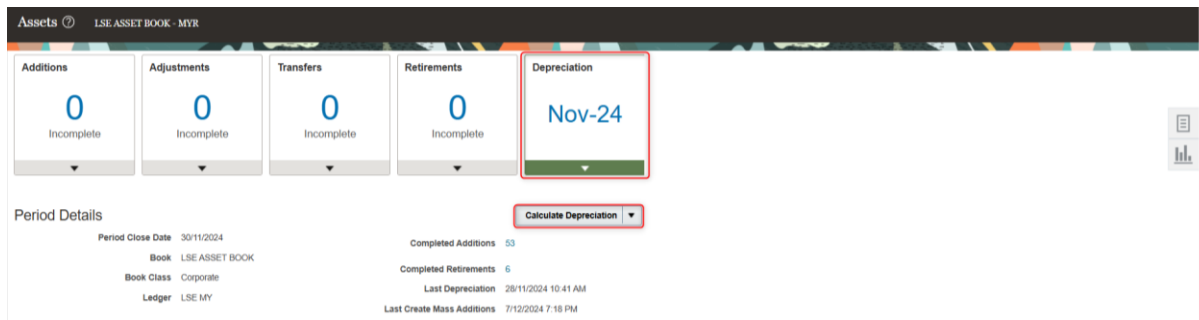 Assets LSE ASSET BOOK - MYR
Additions Adjustments Transfers Retirements Depreciation
0 0 0 0 Nov-24
Incomplete Incomplete Incomplete Incomplete
Period Details Calculate Depreciation
Period Close Date 30/11/2024
Completed Additions 53
Book LSE ASSET BOOK
Completed Retirements 6
Book Class Corporate
Last Depreciation 28/11/2024 10:41 AM
Ledger LSE MY
Last Create Mass Additions 7/12/2024 7:18 PM